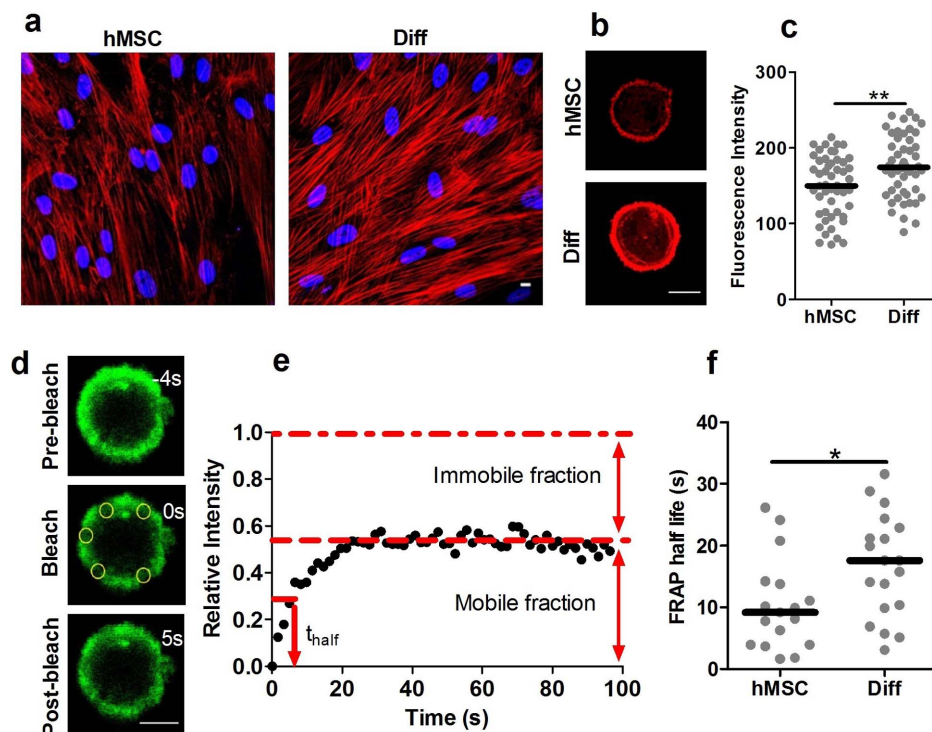 a
hMSC
Diff
b
hMSC
Diff
c
Fluorescence Intensity
300
200
100
0
**
hMSC
Diff
d
Pre-bleach
-4s
Bleach
0s
Post-bleach
5s
e
Relative Intensity
1.0
0.8
0.6
0.4
0.2
0.0
Immobile fraction
Mobile fraction
thalf
0
20
40
60
80
100
Time (s)
f
FRAP half life (s)
40
30
20
10
0
*
hMSC
Diff